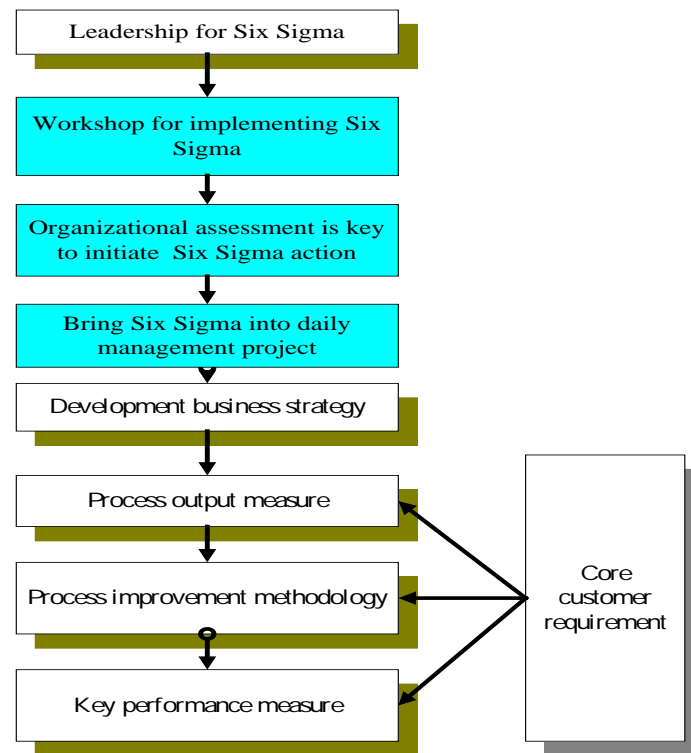 Leadership for Six Sigma
Workshop for implementing Six
Sigma
Organizational assessment is key
to initiate Six Sigma action
Bring Six Sigma into daily
management project
Development business strategy
Process output measure
Process improvement methodology
Key performance measure
Core
customer
requirement